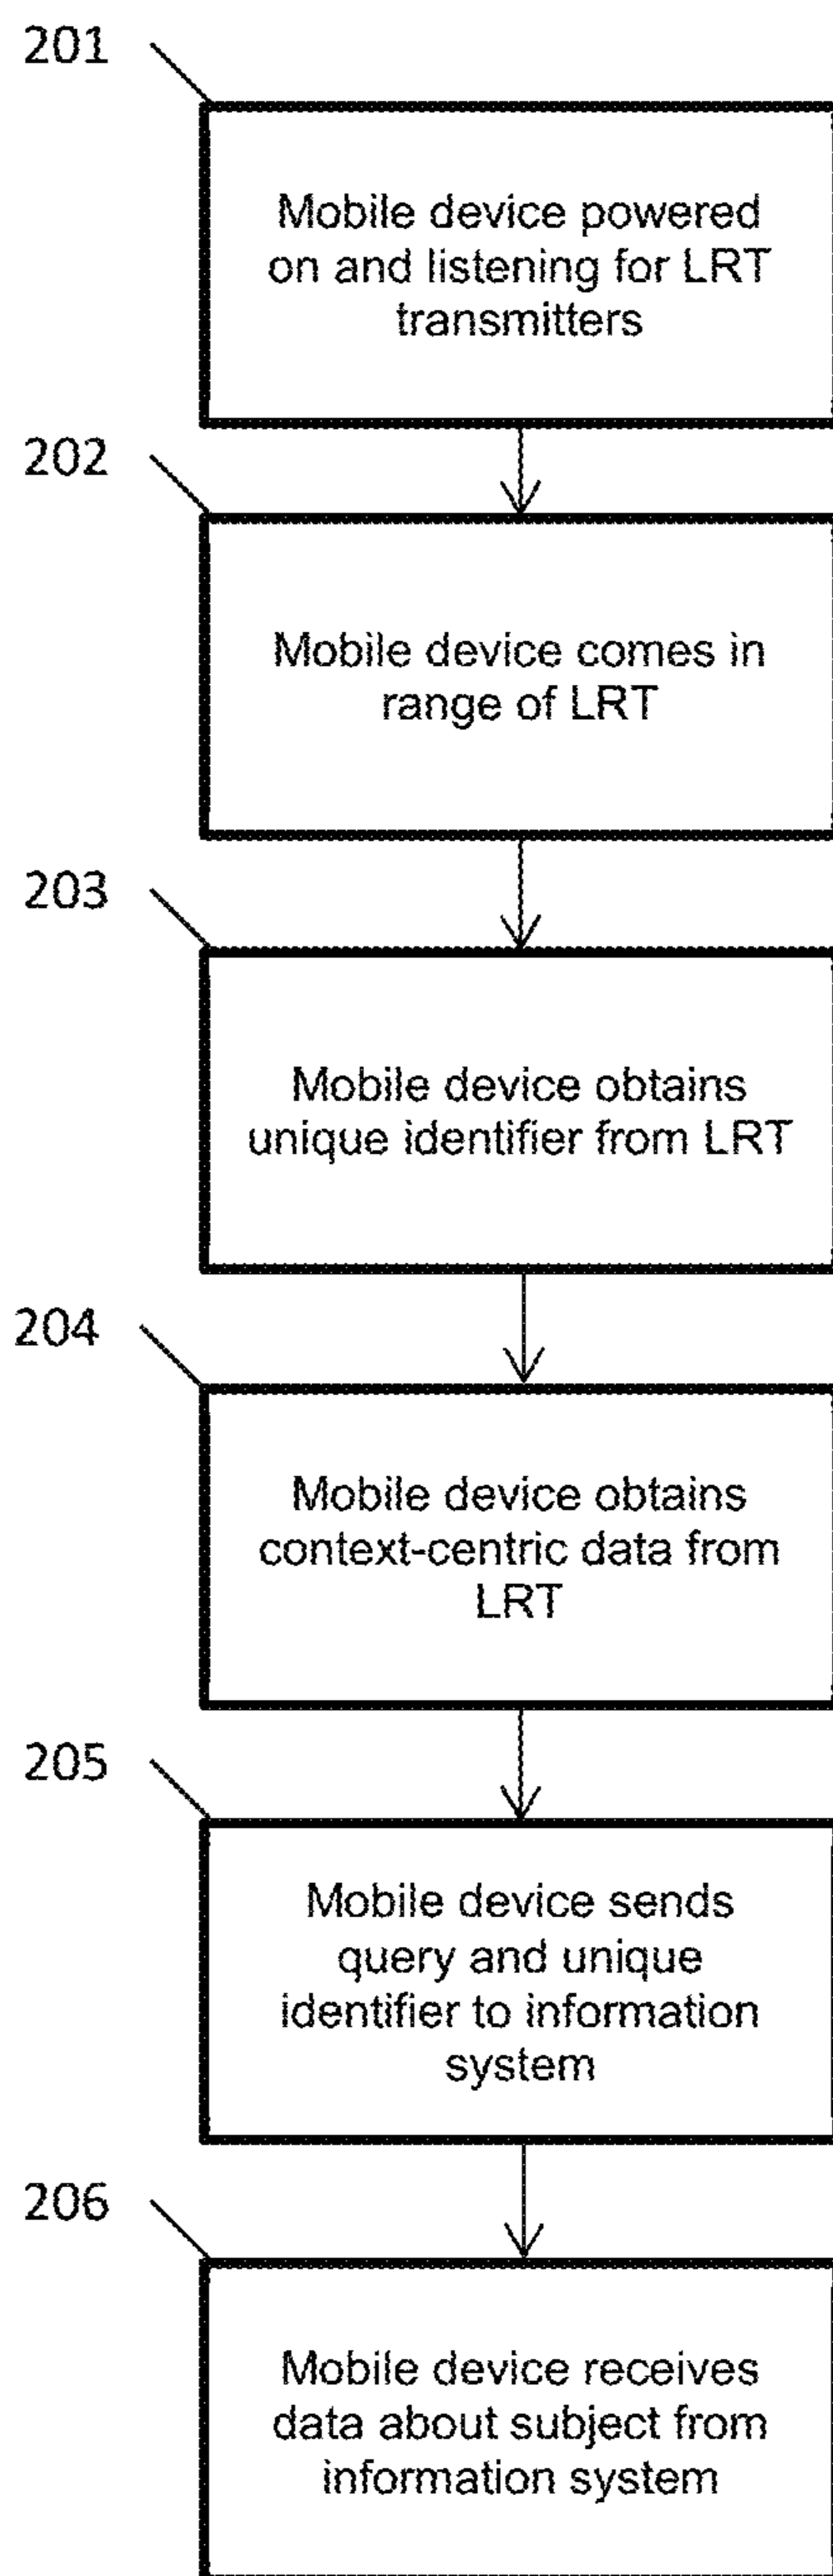 201
Mobile device powered
on and listening for LRT
transmitters
202
Mobile device comes in
range of LRT
203
Mobile device obtains
unique identifier from LRT
204
Mobile device obtains
context-centric data from
LRT
205
Mobile device sends
query and unique
identifier to information
system
206
Mobile device receives
data about subject from
information system